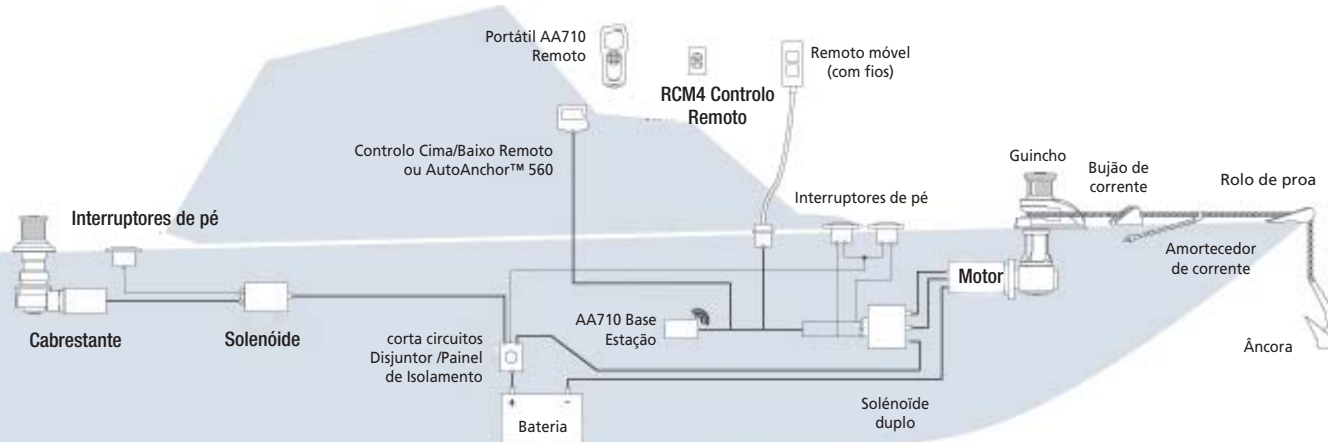 Portátil AA710
Remoto
RCM4 Controlo
Remoto
Remoto móvel
(com fios)
Controlo Cima/Baixo Remoto
ou AutoAnchor™ 560
Interruptores de pé
Interruptores de pé
Guincho
Bujão de
corrente
Rolo de proa
Amortecedor
de corrente
Motor
Âncora
Cabrestante
Solenóide
corta circuitos
Disjuntor /Painel
de Isolamento
AA710 Base
Estação
+ -
Bateria
Solénoïde
duplo